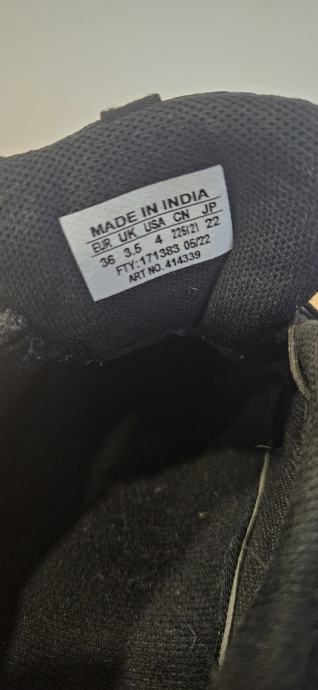 MADE IN INDIA
EUR UK USA CN JP
36 3.5 4 225(2) 22
FTY:171383 05/22
ART NO.414339